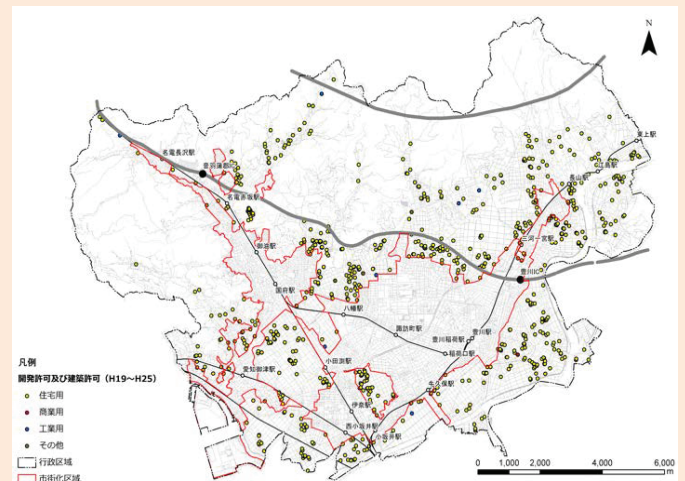 N
東上駅
江島駅
長山駅
名電長沢駅
名電赤坂駅
三河一宮駅
御油駅
豊川IC
国府駅
八幡駅
諏訪町駅
豊川駅
豊川稲荷駅
稲荷口駅
小田渕駅
愛知御津駅
牛久保駅
伊奈駅
西小坂井駅
小坂井駅
凡例
開発許可及び建築許可（H19～H25）
住宅用
商業用
工業用
その他
行政区域
市街化区域
0 1,000 2,000 4,000 6,000
m